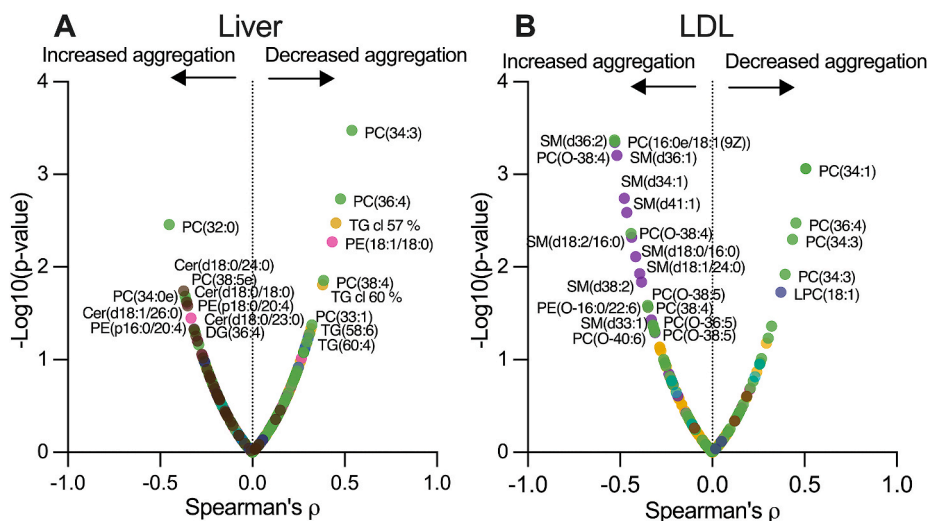 A
Liver
Increased aggregation
Decreased aggregation
-Log10(p-value)
4
3
2
1
0
PC(34:3)
PC(36:4)
PC(32:0)
TG cl 57 %
PE(18:1/18:0)
Cer(d18:0/24:0)
PC(38:5e)
PC(38:4)
PC(34:0e)
Cer(d18:0/18:0)
TG cl 60 %
Cer(d18:1/26:0)
PE(p18:0/20:4)
PE(p16:0/20:4)
Cer(d18:0/23:0)
PC(33:1)
DG(36:4)
TG(58:6)
TG(60:4)
-1.0
-0.5
0.0
0.5
1.0
Spearman's ρ
B
LDL
Increased aggregation
Decreased aggregation
-Log10(p-value)
4
3
2
1
0
SM(d36:2)
PC(16:0e/18:1(9Z))
PC(O-38:4)
SM(d36:1)
PC(34:1)
SM(d34:1)
SM(d41:1)
PC(36:4)
PC(O-38:4)
SM(d18:2/16:0)
PC(34:3)
SM(d18:0/16:0)
SM(d18:1/24:0)
PC(34:3)
SM(d38:2)
LPC(18:1)
PC(O-38:5)
PE(O-16:0/22:6)
PC(38:4)
SM(d33:1)
PC(O-36:5)
PC(O-40:6)
PC(O-38:5)
-1.0
-0.5
0.0
0.5
1.0
Spearman's ρ